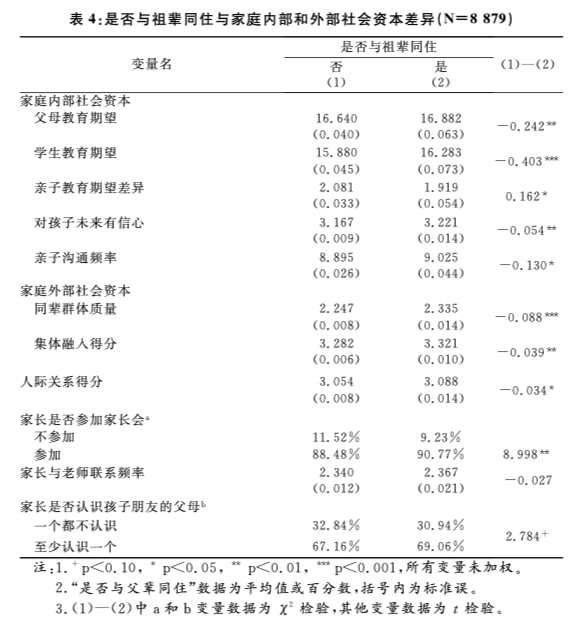 表 4:是否与祖辈同住与家庭内部和外部社会资本差异(N=8 879)
是否与祖辈同住
变量名 否 是 (1)—(2)
(1) (2)
家庭内部社会资本
父母教育期望 16.640 16.882 —0.242**
(0.040) (0.063)
学生教育期望 15.880 16.283 —0.403***
(0.045) (0.073)
亲子教育期望差异 2.081 1.919 0.162*
(0.033) (0.054)
对孩子未来有信心 3.167 3.221 —0.054**
(0.009) (0.014)
亲子沟通频率 8.895 9.025 —0.130*
(0.026) (0.044)
家庭外部社会资本
同辈群体质量 2.247 2.335 —0.088***
(0.008) (0.014)
集体融入得分 3.282 3.321 —0.039**
(0.006) (0.010)
人际关系得分 3.054 3.088 —0.034*
(0.008) (0.014)
家长是否参加家长会ᵃ
不参加 11.52% 9.23%
参加 88.48% 90.77% 8.998**
家长与老师联系频率 2.340 2.367 —0.027
(0.012) (0.021)
家长是否认识孩子朋友的父母ᵇ
一个都不认识 32.84% 30.94% 2.784⁺
至少认识一个 67.16% 69.06%
注:1.⁺p<0.10, * p<0.05, ** p<0.01, *** p<0.001,所有变量未加权。
2.“是否与父辈同住”数据为平均值或百分数,括号内为标准误。
3.(1)—(2)中 a 和 b 变量数据为 χ² 检验,其他变量数据为 t 检验。